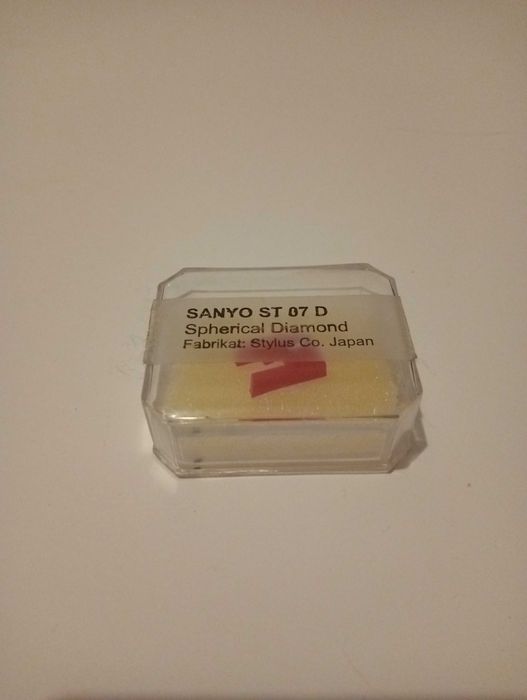 SANYO ST 07 D
Spherical Diamond
Fabrikat: Stylus Co. Japan